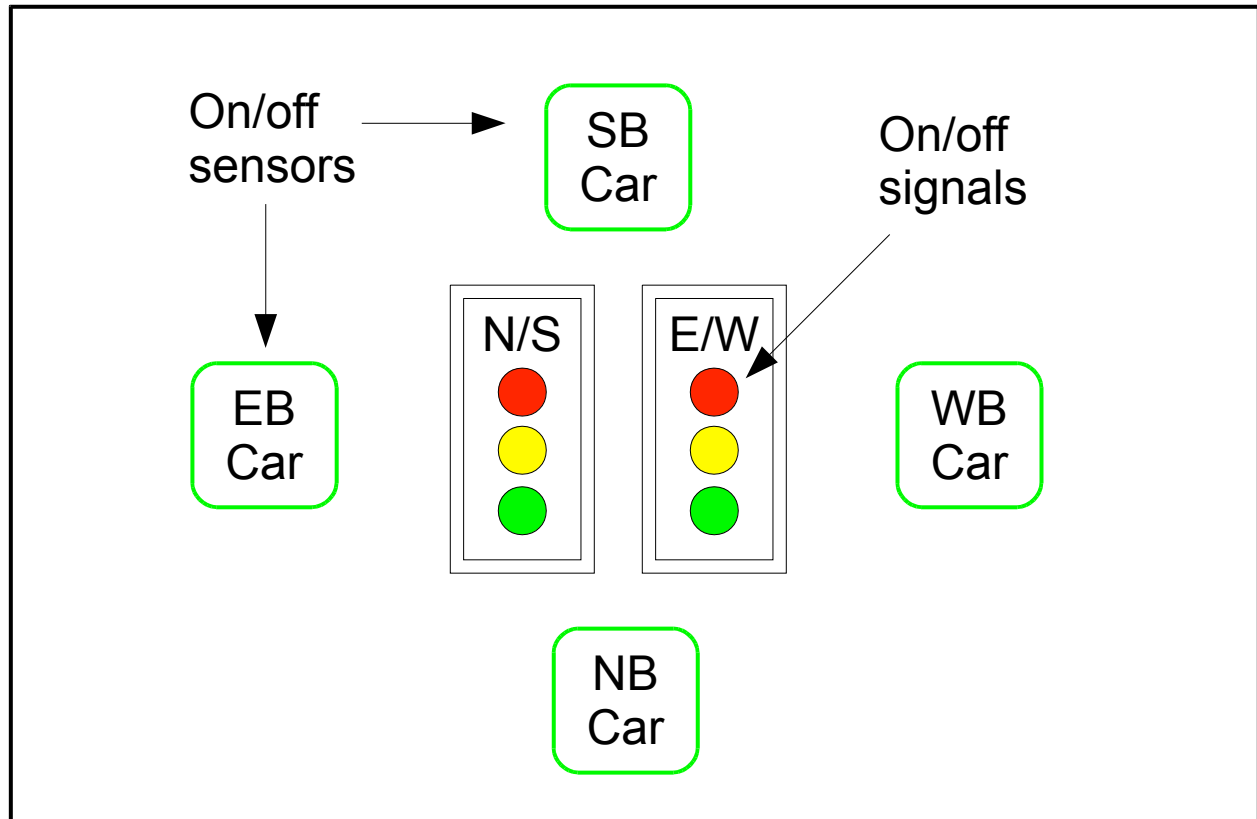 On/off
sensors
SB
Car
On/off
signals
N/S
E/W
EB
Car
WB
Car
NB
Car